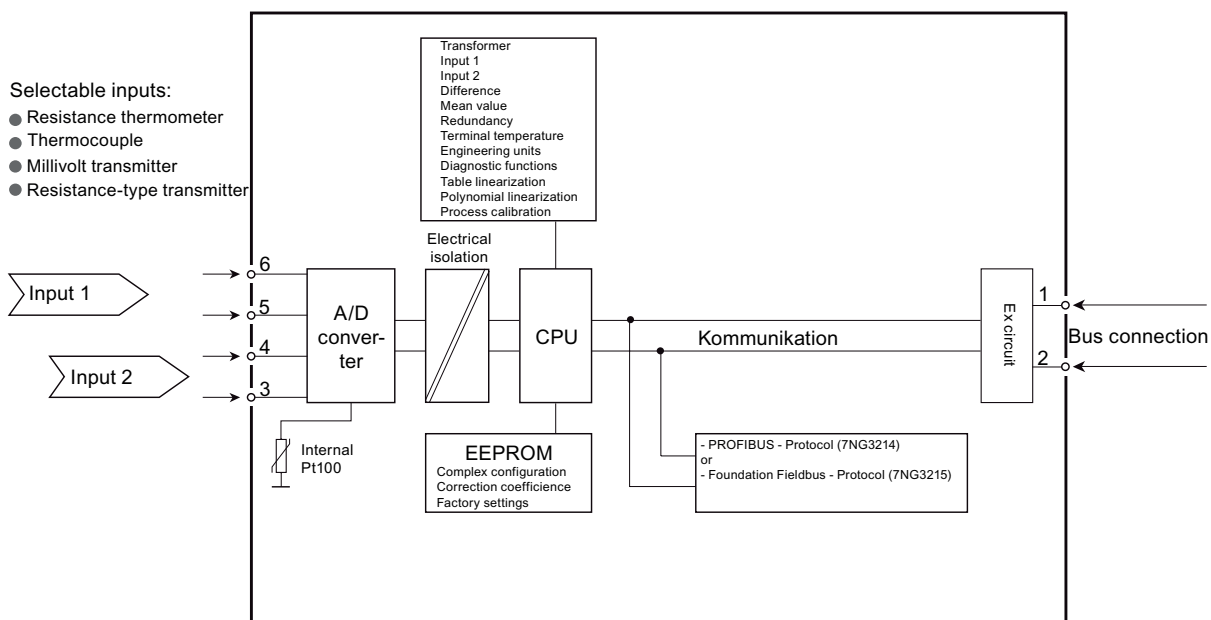 Transformer
Input 1
Input 2
Difference
Mean value
Redundancy
Terminal temperature
Engineering units
Diagnostic functions
Table linearization
Polynomial linearization
Process calibration
Selectable inputs:
Resistance thermometer
Thermocouple
Millivolt transmitter
Resistance-type transmitter
Electrical
isolation
Input 1
Input 2
6
5
4
3
A/D
conver-
ter
CPU
Kommunikation
Ex circuit
1
2
Bus connection
Internal
Pt100
EEPROM
Complex configuration
Correction coefficience
Factory settings
- PROFIBUS - Protocol (7NG3214)
or
- Foundation Fieldbus - Protocol (7NG3215)